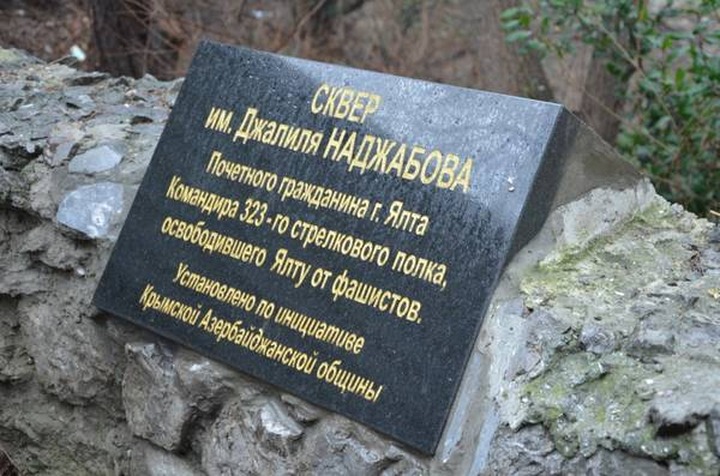 СКВЕР
им. Джалиля НАДЖАБОВА
Почетного гражданина г. Ялта
Командира 323-го стрелкового полка,
освободившего Ялту от фашистов.
Установлено по инициативе
Крымской Азербайджанской общины